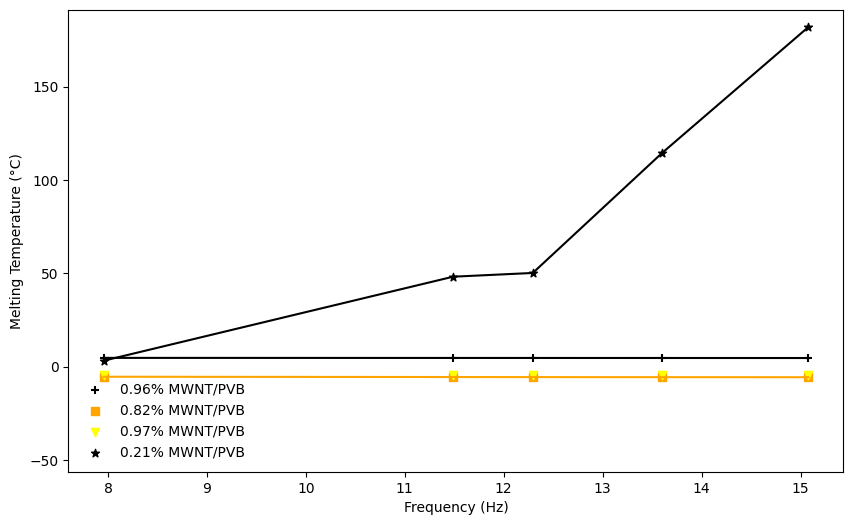 Melting Temperature (°C)
150
100
50
0
−50
0.96% MWNT/PVB
0.82% MWNT/PVB
0.97% MWNT/PVB
0.21% MWNT/PVB
8 9 10 11 12 13 14 15
Frequency (Hz)